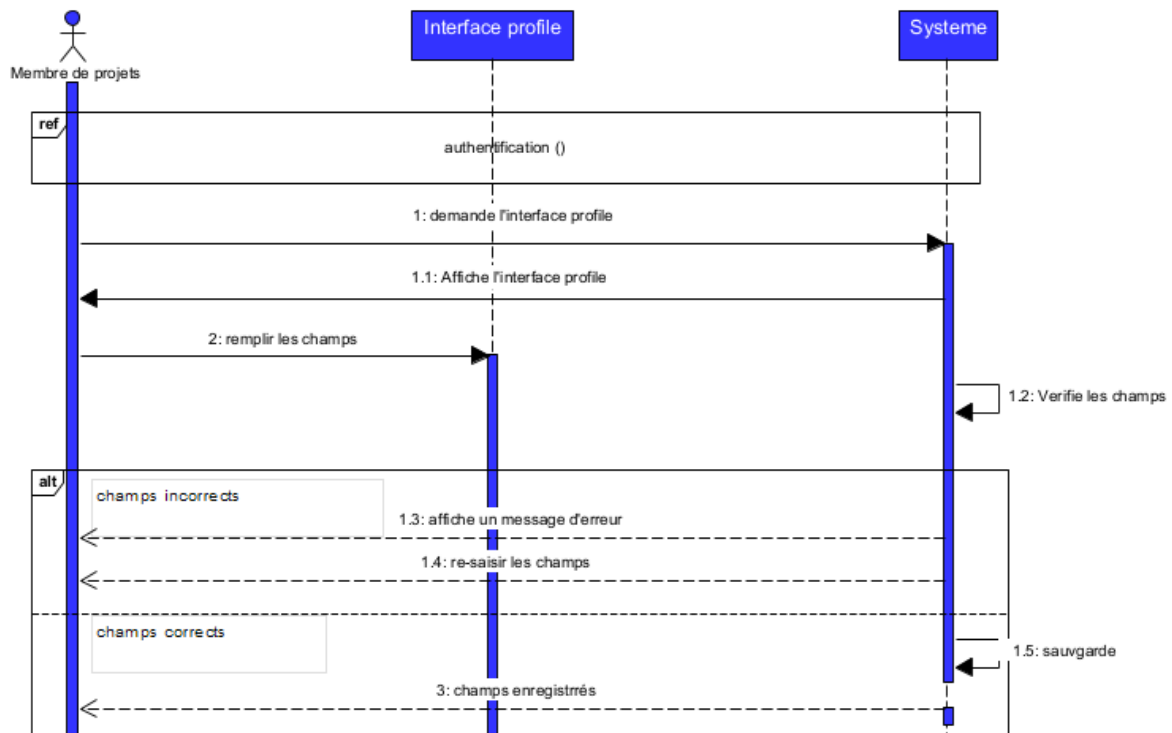 Interface profile
Systeme
Membre de projets
ref
authentification ()
1: demande l'interface profile
1.1: Affiche l'interface profile
2: remplir les champs
1.2: Verifie les champs
alt
champs incorrects
1.3: affiche un message d'erreur
1.4: re-saisir les champs
champs corrects
1.5: sauvgarde
3: champs enregistrrés